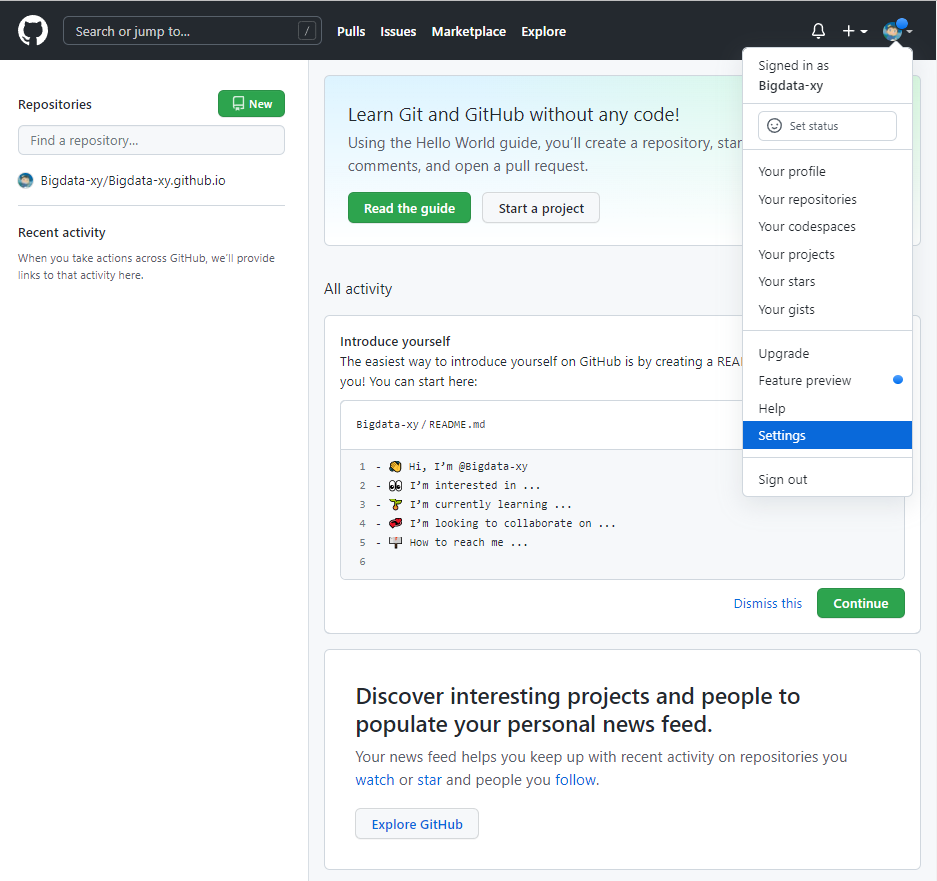 Search or jump to...
/
Pulls
Issues
Marketplace
Explore
Repositories
New
Find a repository...
Bigdata-xy/Bigdata-xy.github.io
Recent activity
When you take actions across GitHub, we'll provide
links to that activity here.
Learn Git and GitHub without any code!
Using the Hello World guide, you'll create a repository, star
comments, and open a pull request.
Read the guide
Start a project
All activity
Introduce yourself
The easiest way to introduce yourself on GitHub is by creating a REA
you! You can start here:
Bigdata-xy / README.md
1 - 👋 Hi, I'm @Bigdata-xy
2 - 👀 I'm interested in ...
3 - 🌱 I'm currently learning ...
4 - 💞️ I'm looking to collaborate on ...
5 - 📫 How to reach me ...
6
Dismiss this
Continue
Discover interesting projects and people to
populate your personal news feed.
Your news feed helps you keep up with recent activity on repositories you
watch or star and people you follow.
Explore GitHub
Signed in as
Bigdata-xy
Set status
Your profile
Your repositories
Your codespaces
Your projects
Your stars
Your gists
Upgrade
Feature preview
Help
Settings
Sign out